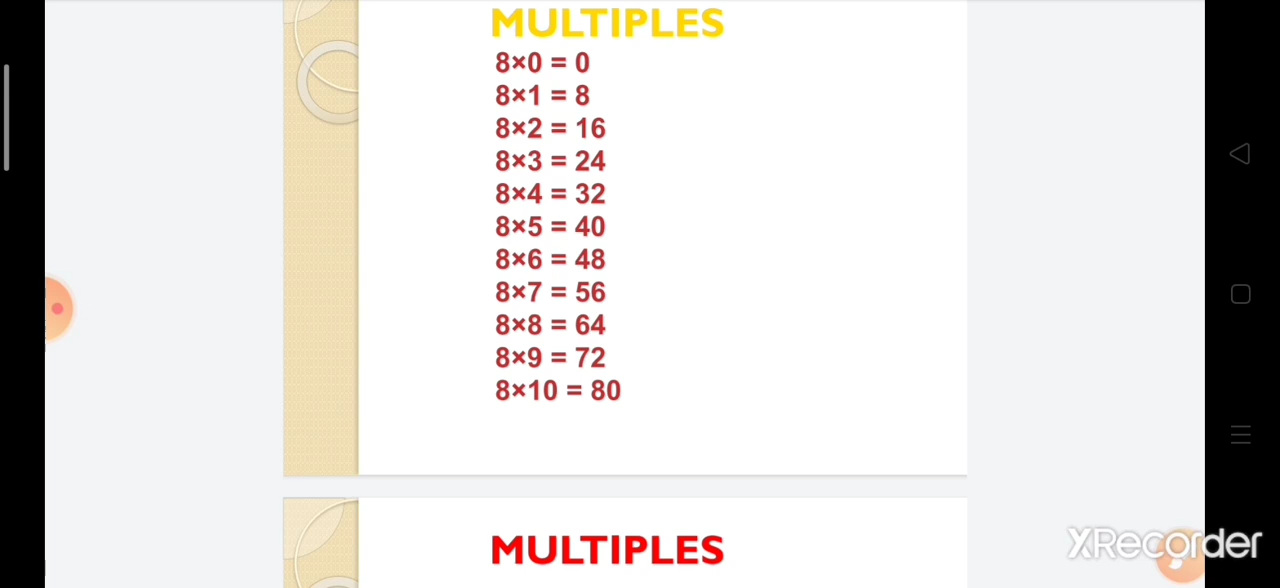 MULTIPLES
8×0 = 0
8×1 = 8
8×2 = 16
8×3 = 24
8×4 = 32
8×5 = 40
8×6 = 48
8×7 = 56
8×8 = 64
8×9 = 72
8×10 = 80
MULTIPLES
XRecorder